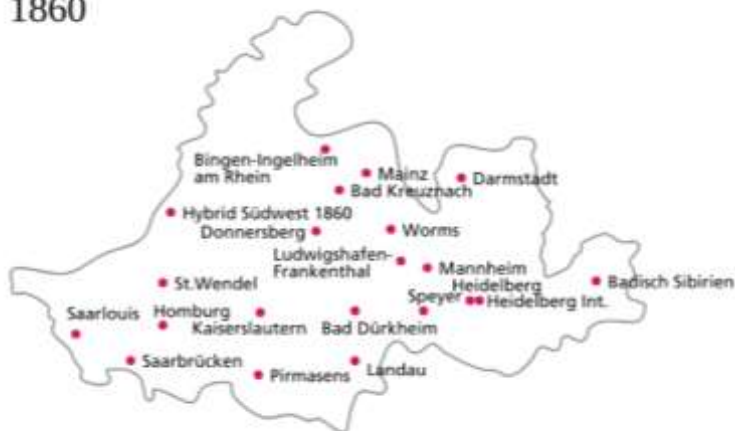 1860
Bingen-Ingelheim
am Rhein
Mainz
Darmstadt
Bad Kreuznach
Hybrid Südwest 1860
Donnersberg
Worms
Ludwigshafen-
Frankenthal
Mannheim
St.Wendel
Heidelberg
Badisch Sibirien
Speyer
Heidelberg Int.
Saarlouis
Homburg
Kaiserslautern
Bad Dürkheim
Saarbrücken
Pirmasens
Landau